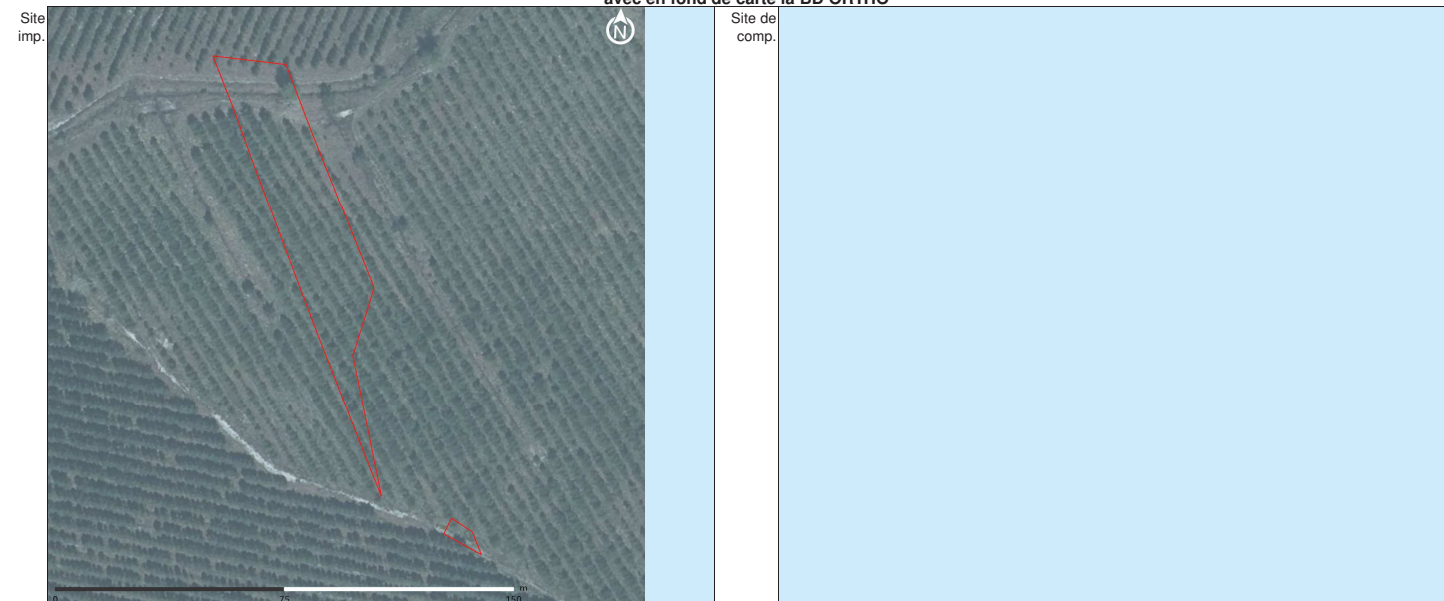 avec en fond de carte la BD ORTHO
Site imp.
N
Site de comp.
0 75 150 m